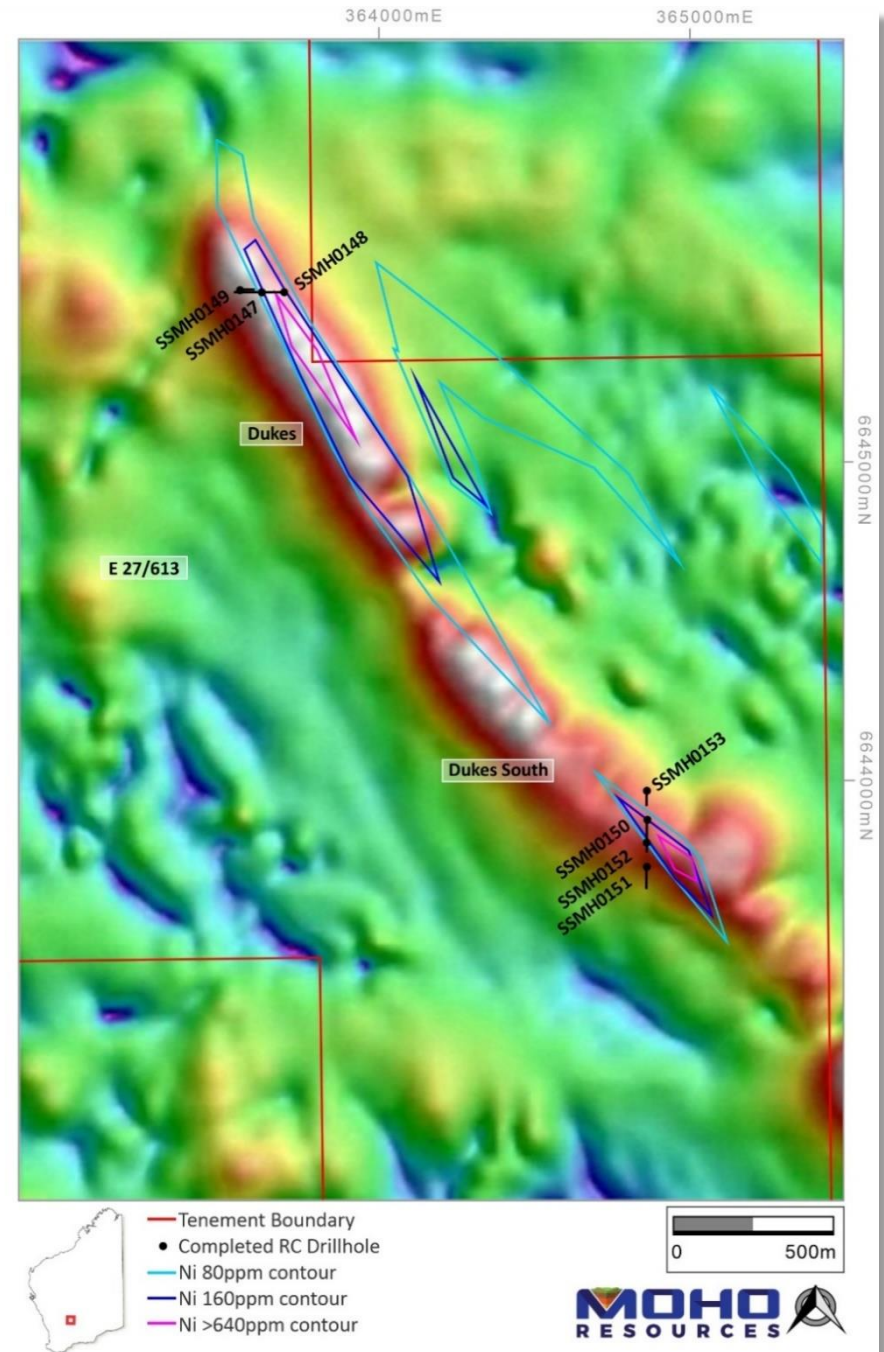 364000mE
365000mE
SSMH0148
SSMH0149
SSMH0147
Dukes
6645000mN
E 27/613
6644000mN
Dukes South
SSMH0153
SSMH0150
SSMH0152
SSMH0151
Tenement Boundary
Completed RC Drillhole
Ni 80ppm contour
Ni 160ppm contour
Ni >640ppm contour
0 500m
MOHO
RESOURCES